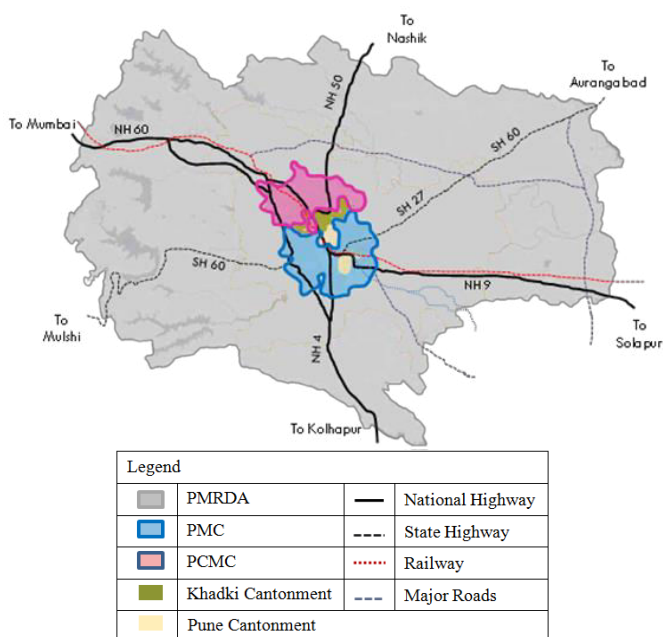 To
Nashik
To
Aurangabad
NH 50
To Mumbai
NH 60
SH 60
SH 27
SH 60
NH 9
To
Mulshi
To
Solapur
NH 4
To Kolhapur
Legend
PMRDA
National Highway
PMC
State Highway
PCMC
Railway
Khadki Cantonment
Major Roads
Pune Cantonment